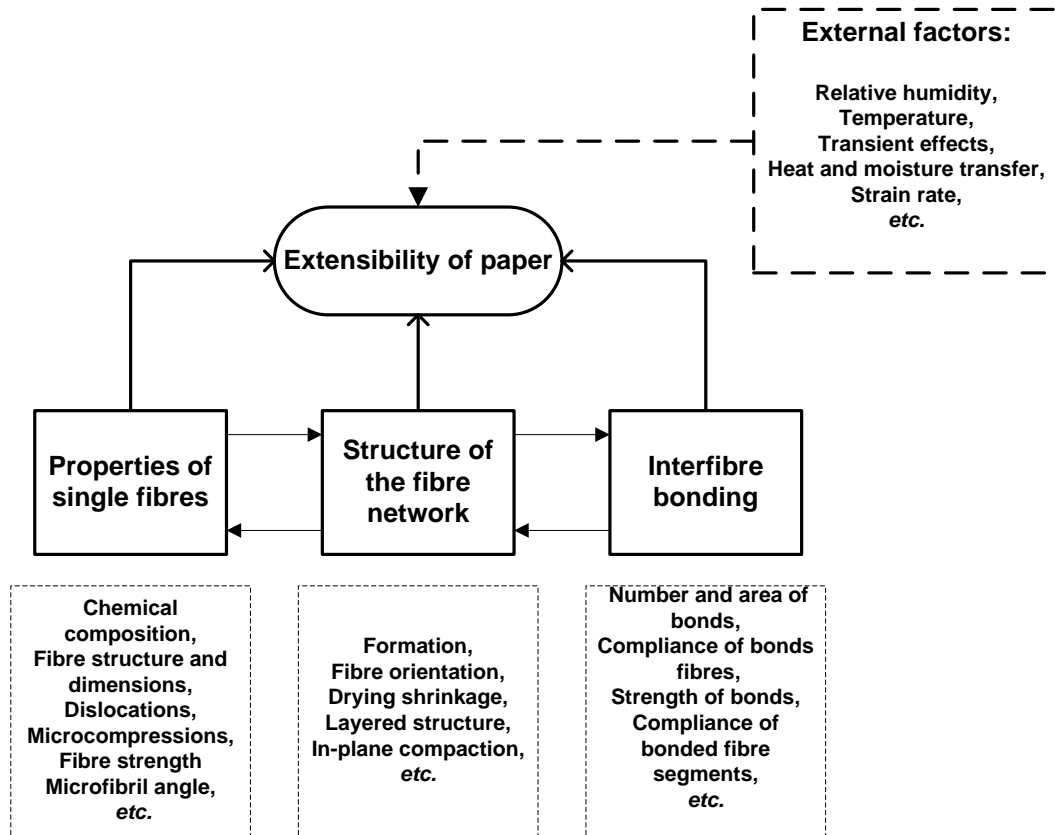 External factors:
Relative humidity,
Temperature,
Transient effects,
Heat and moisture transfer,
Strain rate,
etc.
Extensibility of paper
Properties of
single fibres
Structure of
the fibre
network
Interfibre
bonding
Chemical
composition,
Fibre structure and
dimensions,
Dislocations,
Microcompressions,
Fibre strength
Microfibril angle,
etc.
Formation,
Fibre orientation,
Drying shrinkage,
Layered structure,
In-plane compaction,
etc.
Number and area of
bonds,
Compliance of bonds
fibres,
Strength of bonds,
Compliance of
bonded fibre
segments,
etc.